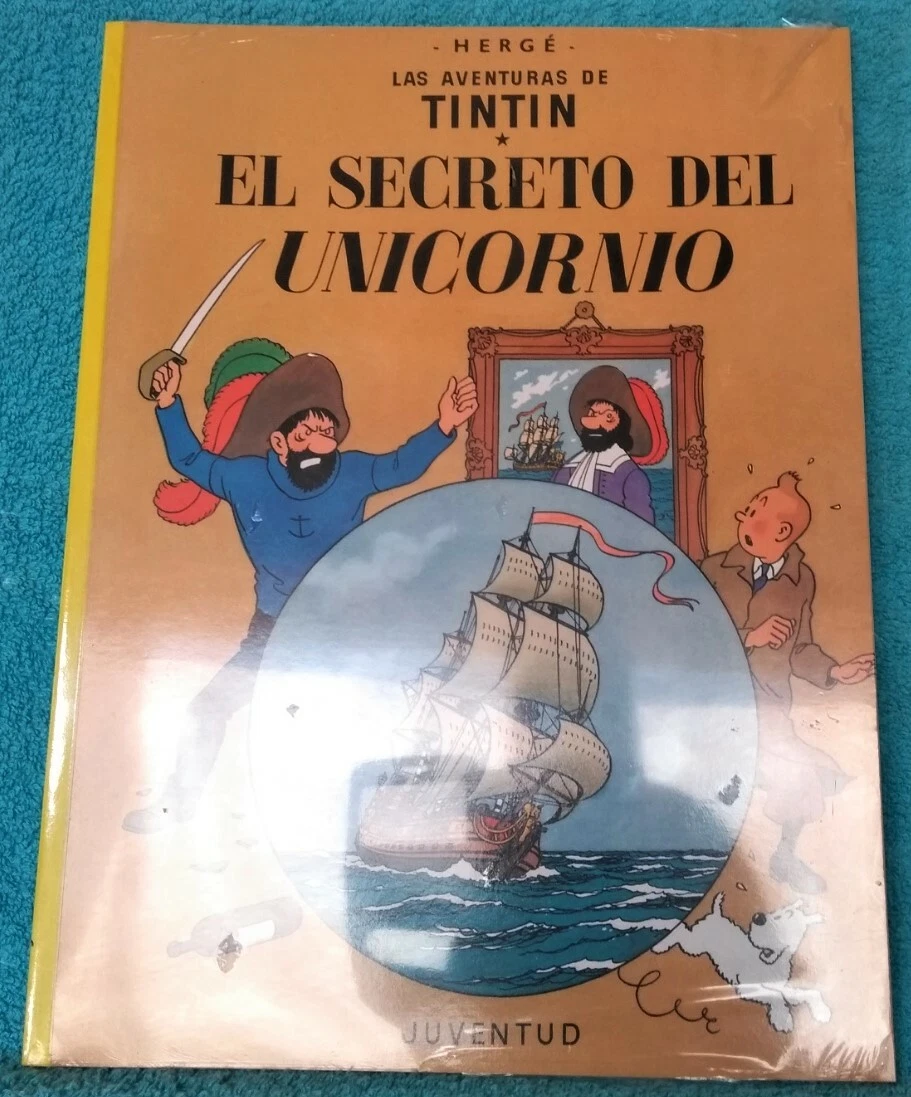 - HERGÉ -
LAS AVENTURAS DE
TINTIN
EL SECRETO DEL
UNICORNIO
JUVENTUD